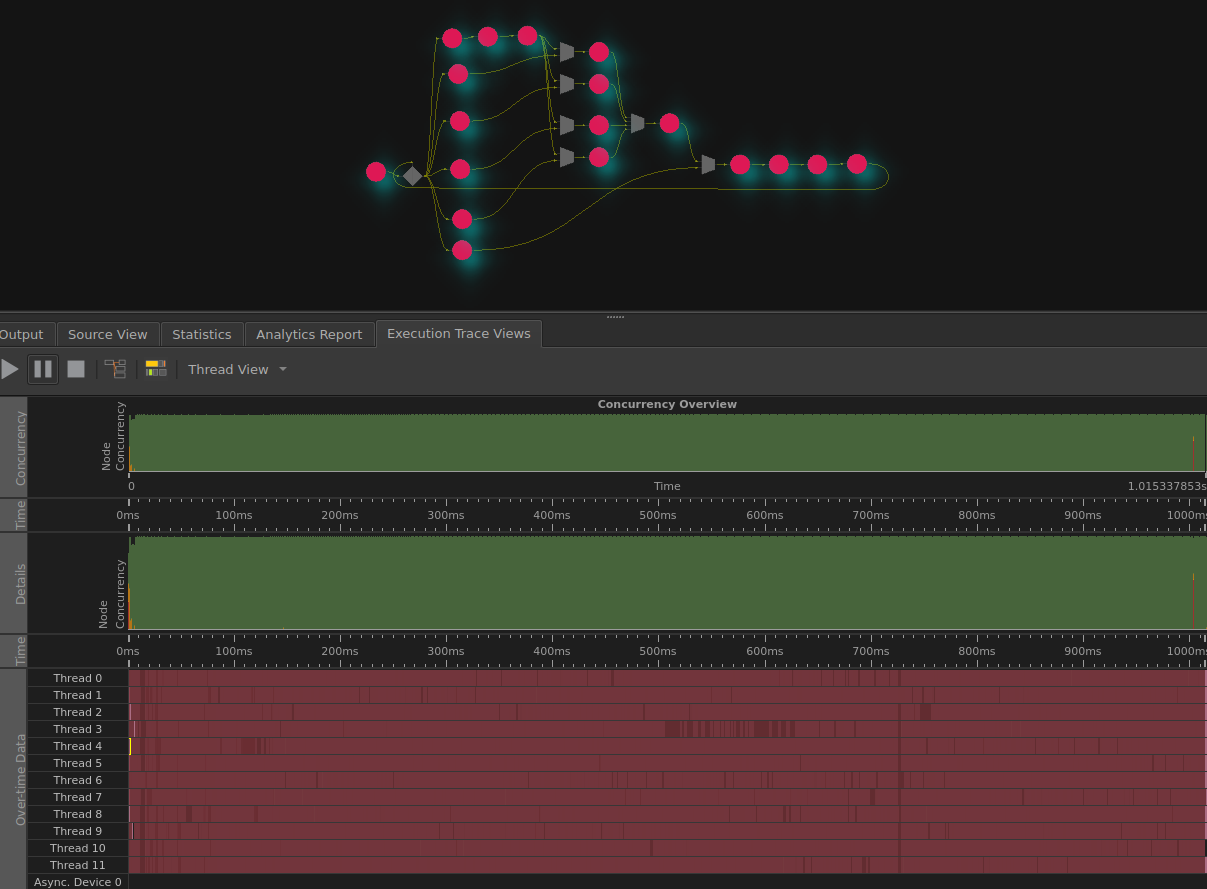 Output Source View Statistics Analytics Report Execution Trace Views
Thread View
Concurrency Overview
Concurrency
Node
Concurrency
0 Time 1.015337853s
Time
0ms 100ms 200ms 300ms 400ms 500ms 600ms 700ms 800ms 900ms 1000ms
Details
Node
Concurrency
Time
0ms 100ms 200ms 300ms 400ms 500ms 600ms 700ms 800ms 900ms 1000ms
Over-time Data
Thread 0
Thread 1
Thread 2
Thread 3
Thread 4
Thread 5
Thread 6
Thread 7
Thread 8
Thread 9
Thread 10
Thread 11
Async. Device 0